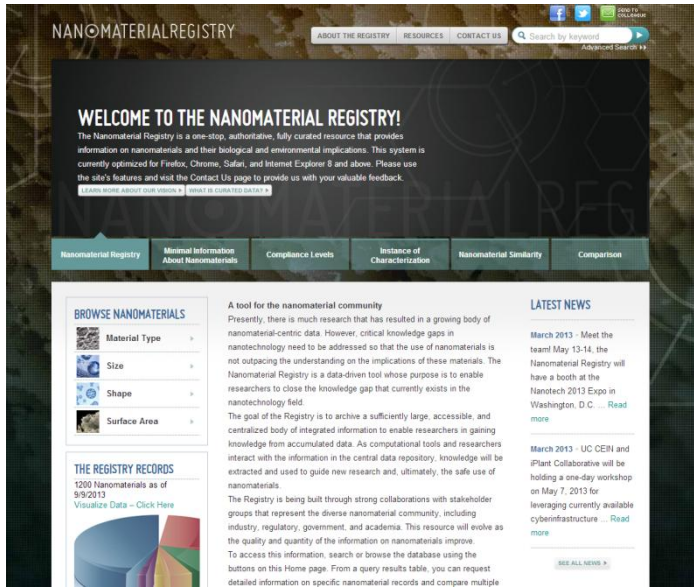 NANOMATERIALREGISTRY
SEND TO
COLLEAGUE
ABOUT THE REGISTRY
RESOURCES
CONTACT US
Search by keyword
Advanced Search
WELCOME TO THE NANOMATERIAL REGISTRY!
The Nanomaterial Registry is a one-stop, authoritative, fully curated resource that provides
information on nanomaterials and their biological and environmental implications. This system is
currently optimized for Firefox, Chrome, Safari, and Internet Explorer 8 and above. Please use
the site's features and visit the Contact Us page to provide us with your valuable feedback.
LEARN MORE ABOUT OUR VISION
WHAT IS CURATED DATA?
NANOMATERIAL REG
Nanomaterial Registry
Minimal Information
About Nanomaterials
Compliance Levels
Instance of
Characterization
Nanomaterial Similarity
Comparison
BROWSE NANOMATERIALS
Material Type
Size
Shape
Surface Area
THE REGISTRY RECORDS
1200 Nanomaterials as of
9/9/2013
Visualize Data – Click Here
A tool for the nanomaterial community
Presently, there is much research that has resulted in a growing body of
nanomaterial-centric data. However, critical knowledge gaps in
nanotechnology need to be addressed so that the use of nanomaterials is
not outpacing the understanding on the implications of these materials. The
Nanomaterial Registry is a data-driven tool whose purpose is to enable
researchers to close the knowledge gap that currently exists in the
nanotechnology field.
The goal of the Registry is to archive a sufficiently large, accessible, and
centralized body of integrated information to enable researchers in gaining
knowledge from accumulated data. As computational tools and researchers
interact with the information in the central data repository, knowledge will be
extracted and used to guide new research and, ultimately, the safe use of
nanomaterials.
The Registry is being built through strong collaborations with stakeholder
groups that represent the diverse nanomaterial community, including
industry, regulatory, government, and academia. This resource will evolve as
the quality and quantity of the information on nanomaterials improve.
To access this information, search or browse the database using the
buttons on this Home page. From a query results table, you can request
detailed information on specific nanomaterial records and compare multiple
LATEST NEWS
March 2013 - Meet the
team! May 13-14, the
Nanomaterial Registry will
have a booth at the
Nanotech 2013 Expo in
Washington, D.C. ... Read
more
March 2013 - UC CEIN and
iPlant Collaborative will be
holding a one-day workshop
on May 7, 2013 for
leveraging currently available
cyberinfrastructure ... Read
more
SEE ALL NEWS